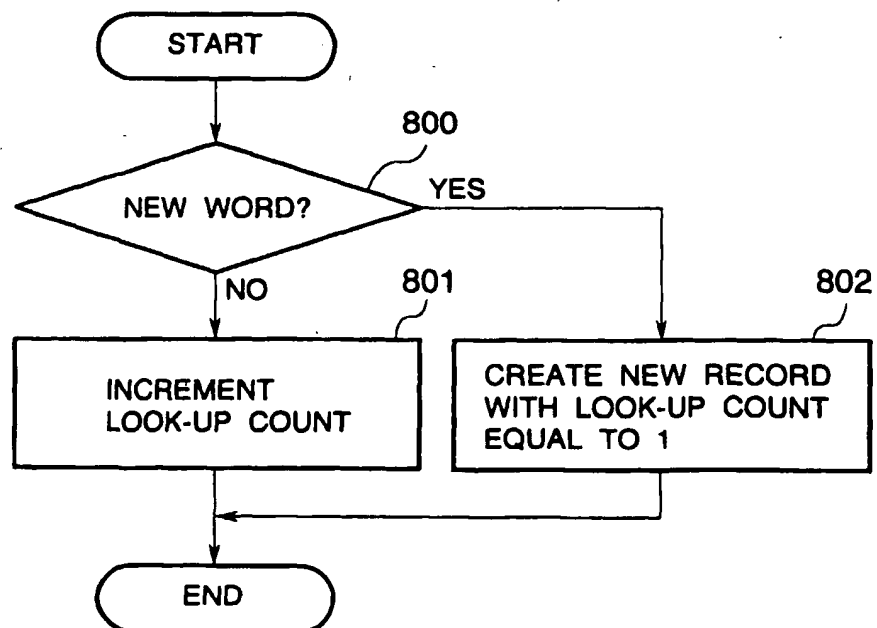 START
800
NEW WORD?
YES
NO
801
802
INCREMENT
LOOK-UP COUNT
CREATE NEW RECORD
WITH LOOK-UP COUNT
EQUAL TO 1
END